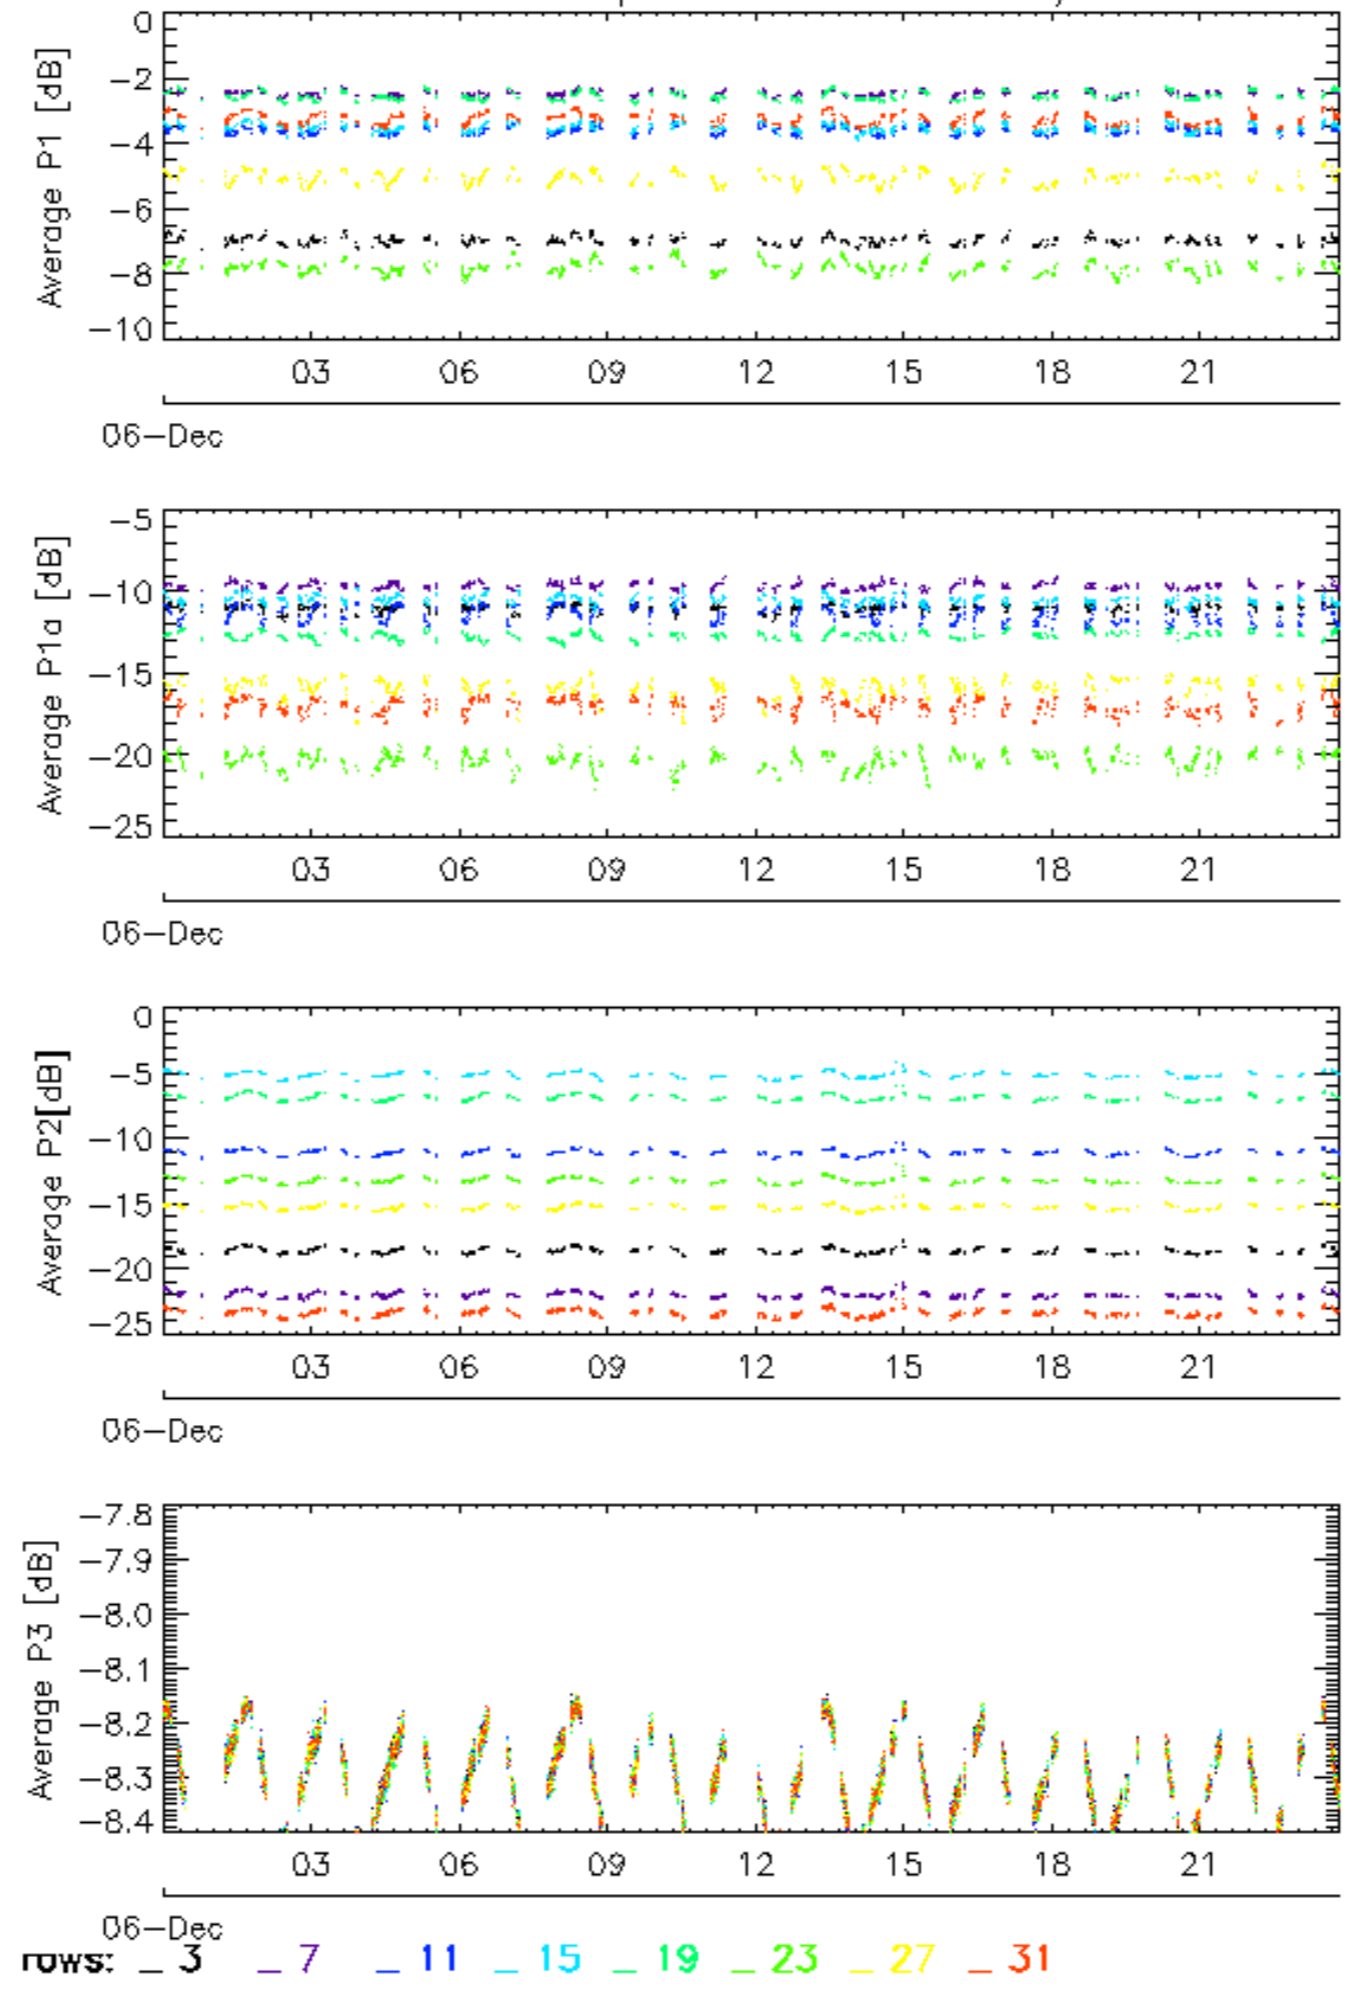 0
−2
−4
−6
−8
−10
Average P1 [dB]
03 06 09 12 15 18 21
06−Dec
−5
−10
−15
−20
−25
Average P1a [dB]
03 06 09 12 15 18 21
06−Dec
0
−5
−10
−15
−20
−25
Average P2[dB]
03 06 09 12 15 18 21
06−Dec
−7.8
−7.9
−8.0
−8.1
−8.2
−8.3
−8.4
Average P3 [dB]
03 06 09 12 15 18 21
06−Dec
rows: _ 3 _ 7 _ 11 _ 15 _ 19 _ 23 _ 27 _ 31